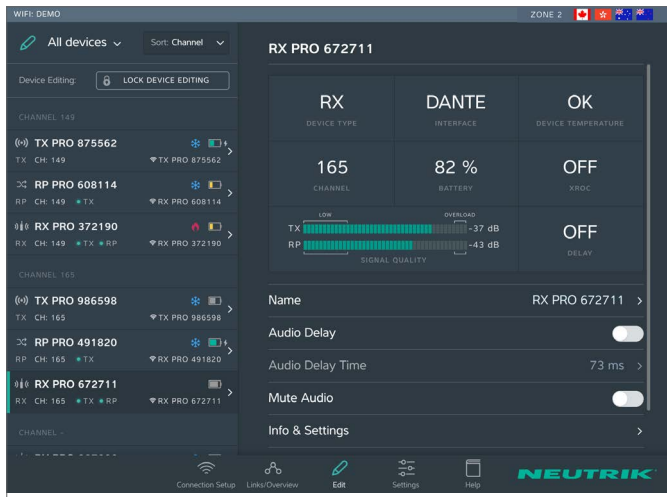 WIFI: DEMO
ZONE 2
All devices
Sort: Channel
Device Editing:
LOCK DEVICE EDITING
CHANNEL 149
TX PRO 875562
TX CH: 149
TX PRO 875562
RP PRO 608114
RP CH: 149 TX
RX PRO 608114
RX PRO 372190
RX CH: 149 TX RP
RX PRO 372190
CHANNEL 165
TX PRO 986598
TX CH: 165
TX PRO 986598
RP PRO 491820
RP CH: 165 TX
RX PRO 491820
RX PRO 672711
RX CH: 165 TX RP
RX PRO 672711
CHANNEL -
RX PRO 672711
RX
DEVICE TYPE
DANTE
INTERFACE
OK
DEVICE TEMPERATURE
165
CHANNEL
82 %
BATTERY
OFF
XROC
LOW
OVERLOAD
TX -37 dB
RP -43 dB
SIGNAL QUALITY
OFF
DELAY
Name RX PRO 672711
Audio Delay
Audio Delay Time 73 ms
Mute Audio
Info & Settings
Connection Setup
Links/Overview
Edit
Settings
Help
NEUTRIK